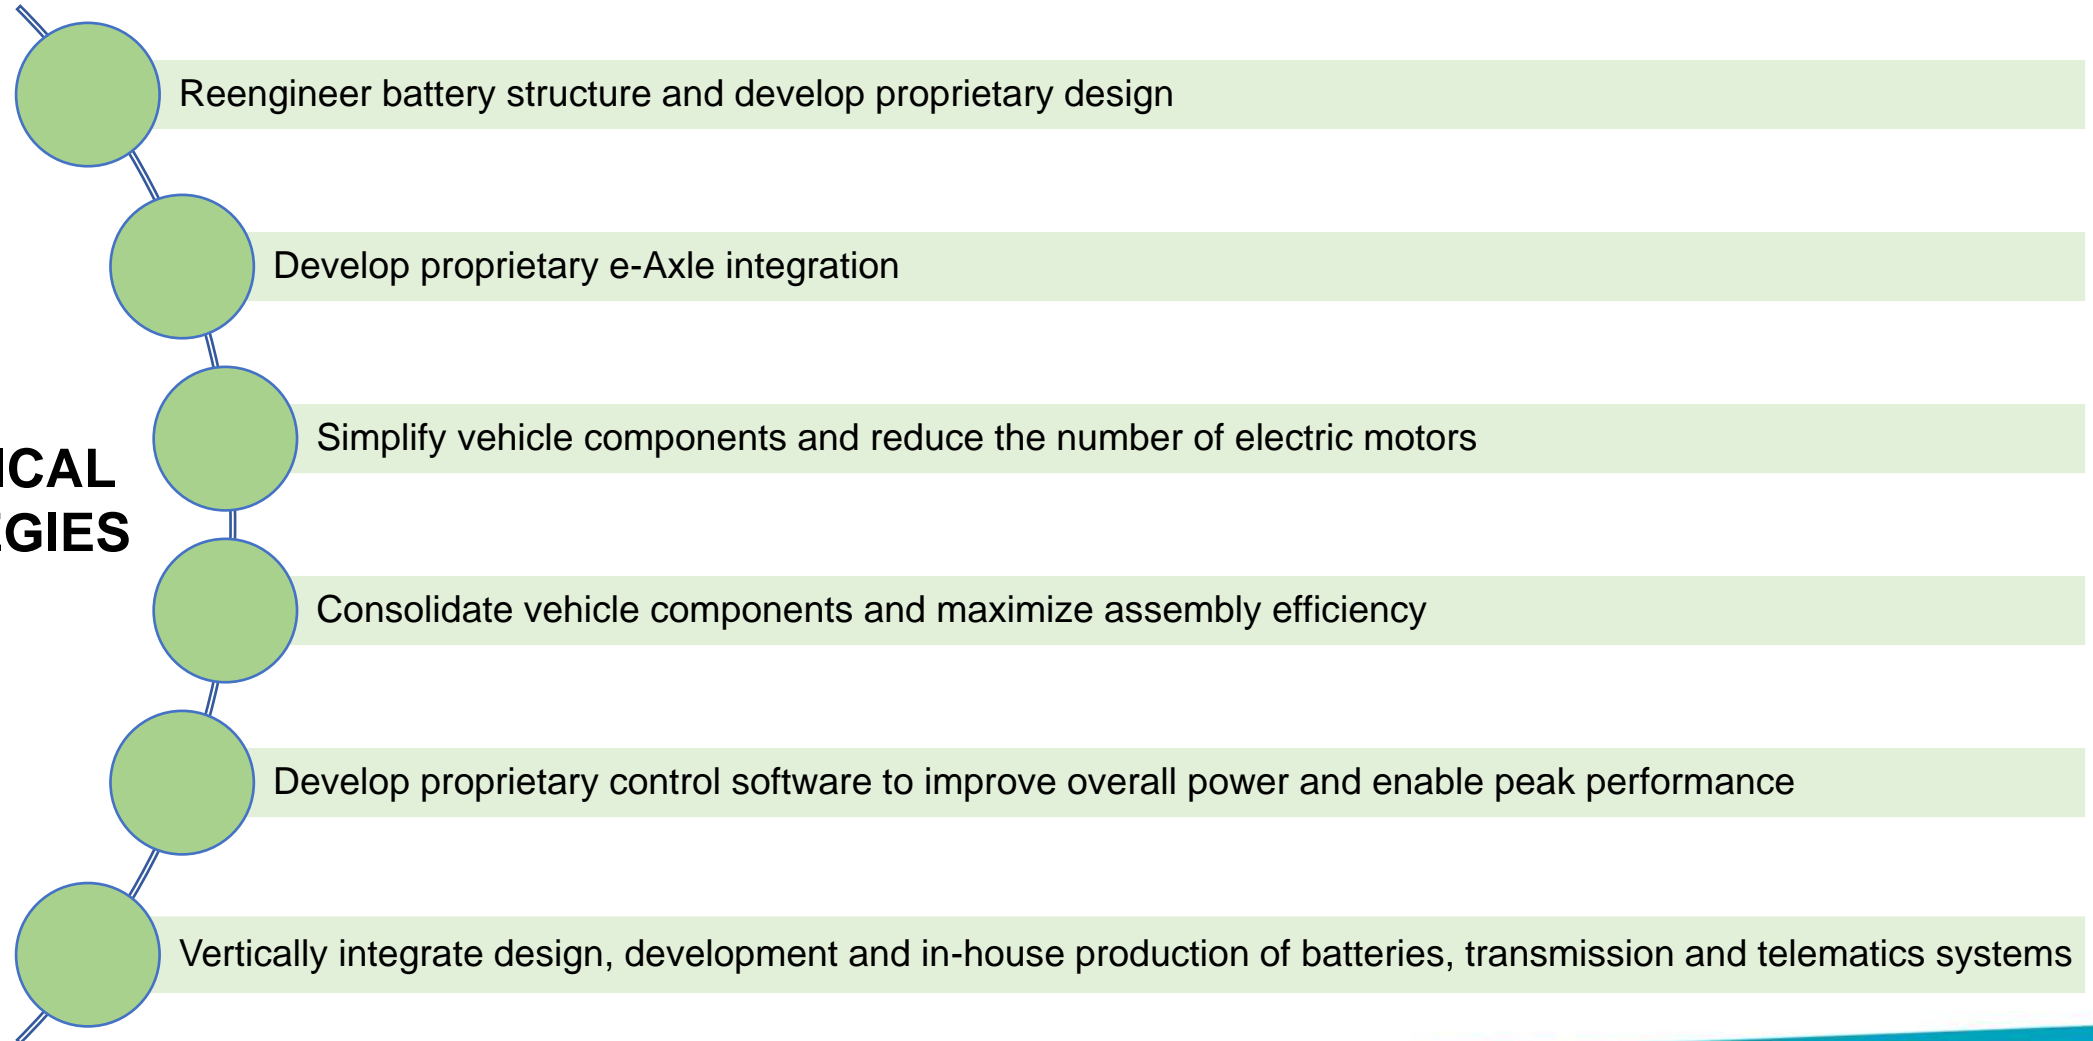 Reengineer battery structure and develop proprietary design
Develop proprietary e-Axle integration
Simplify vehicle components and reduce the number of electric motors
Consolidate vehicle components and maximize assembly efficiency
Develop proprietary control software to improve overall power and enable peak performance
Vertically integrate design, development and in-house production of batteries, transmission and telematics systems